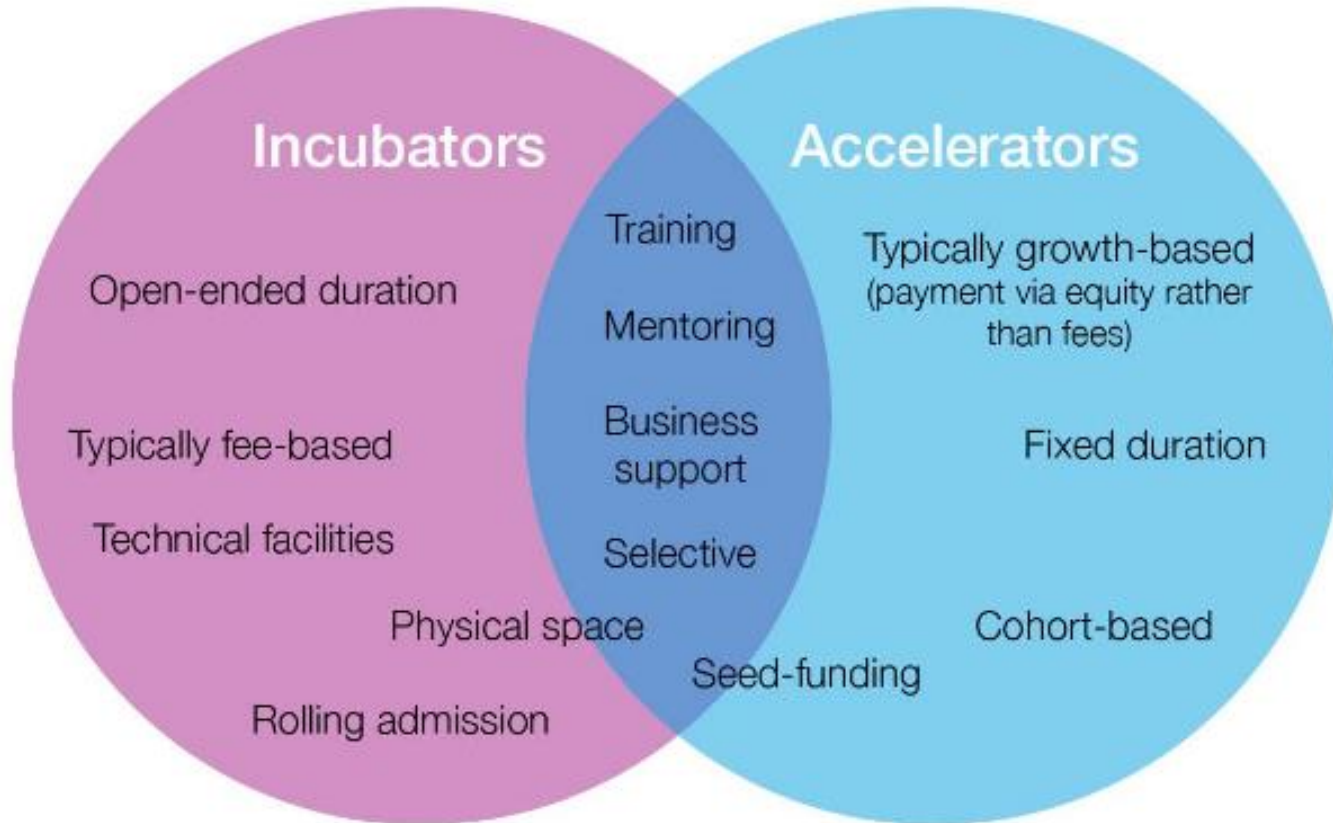 Incubators
Open-ended duration
Typically fee-based
Technical facilities
Physical space
Rolling admission
Training
Mentoring
Business
support
Selective
Seed-funding
Accelerators
Typically growth-based
(payment via equity rather
than fees)
Fixed duration
Cohort-based